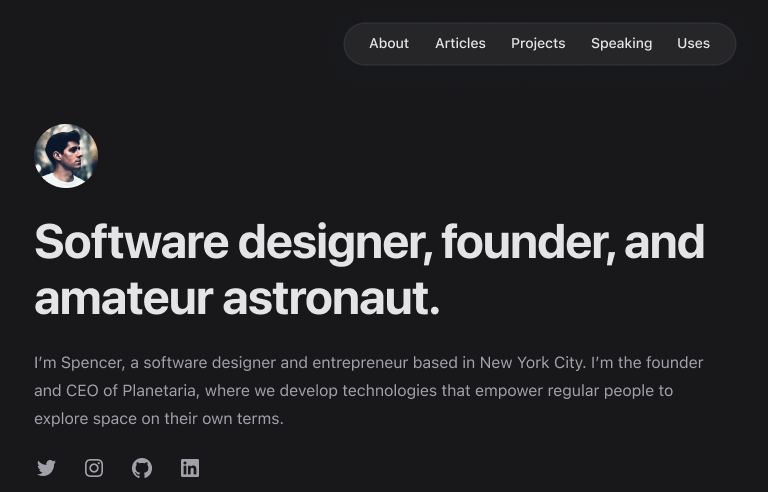 About Articles Projects Speaking Uses
Software designer, founder, and
amateur astronaut.
I’m Spencer, a software designer and entrepreneur based in New York City. I’m the founder
and CEO of Planetaria, where we develop technologies that empower regular people to
explore space on their own terms.